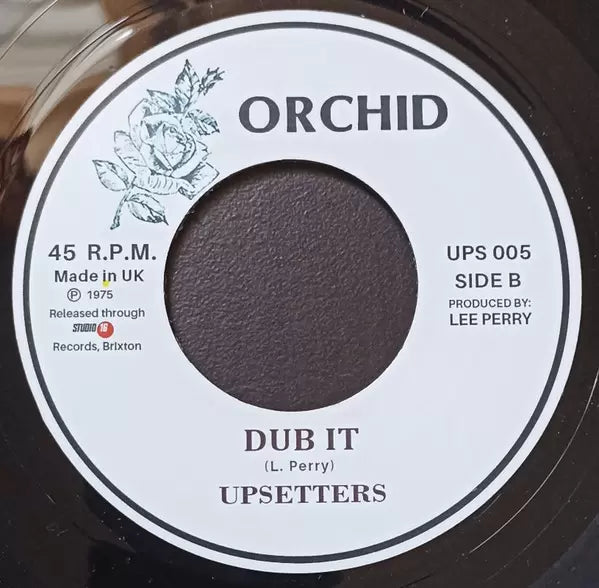 ORCHID
45 R.P.M.
Made in UK
℗ 1975
Released through
STUDIO 16
Records, Brixton
UPS 005
SIDE B
PRODUCED BY:
LEE PERRY
DUB IT
(L. Perry)
UPSETTERS